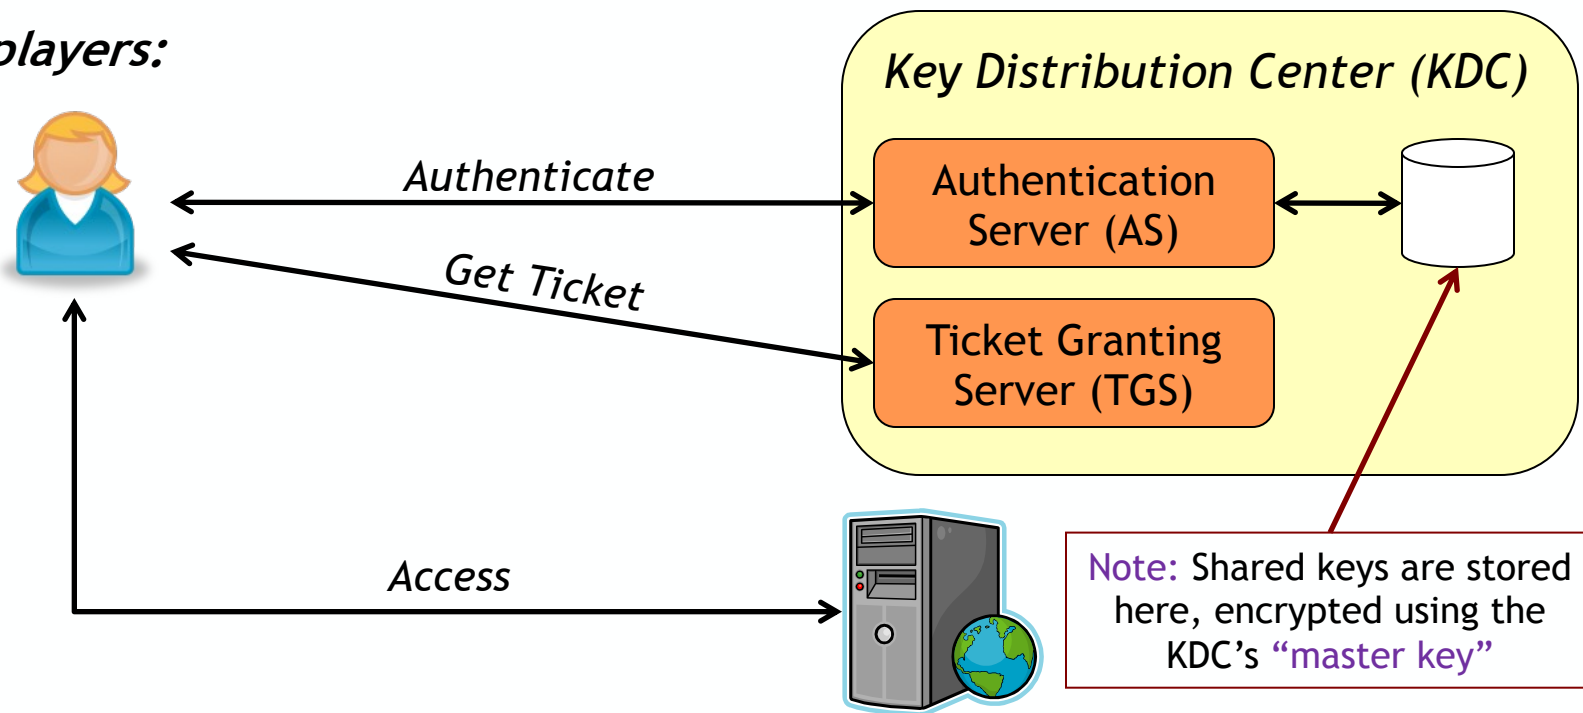 players:
Key Distribution Center (KDC)
Authenticate
Authentication
Server (AS)
Get Ticket
Ticket Granting
Server (TGS)
Access
Note: Shared keys are stored
here, encrypted using the
KDC’s “master key”